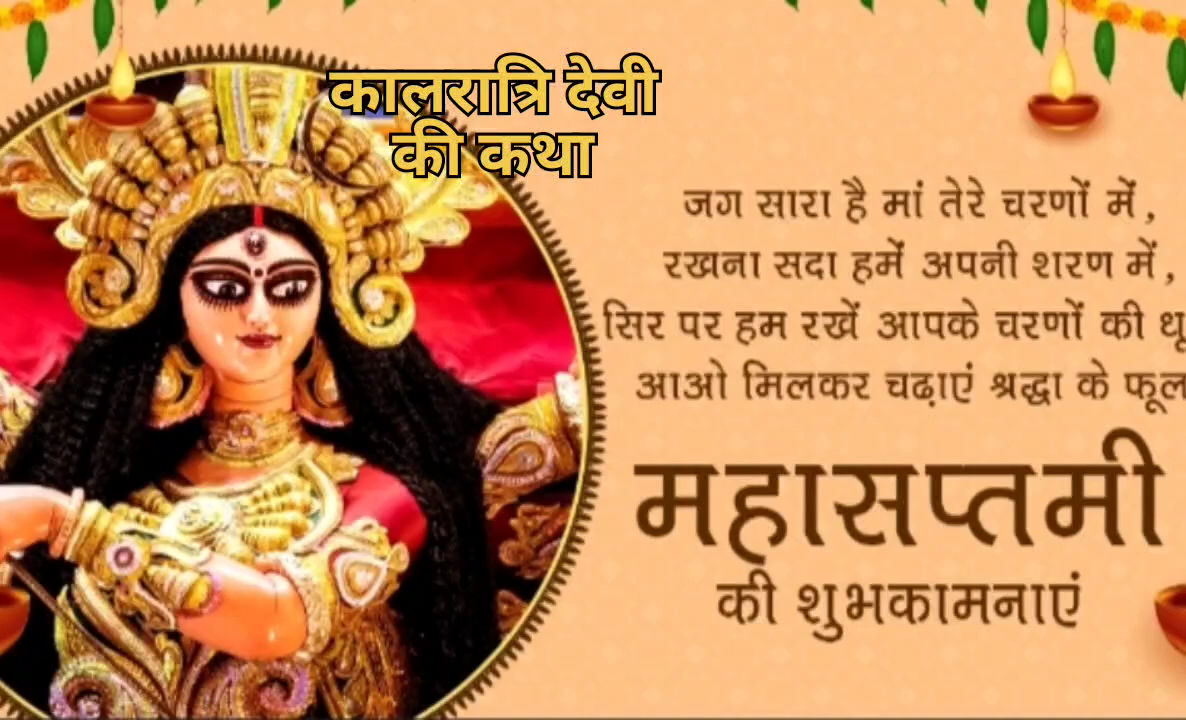 कालरात्रि देवी
की कथा
जग सारा है मां तेरे चरणों में,
रखना सदा हमें अपनी शरण में,
सिर पर हम रखें आपके चरणों की
आओ मिलकर चढ़ाएं श्रद्धा के फूल
महासप्तमी
की शुभकामनाएं